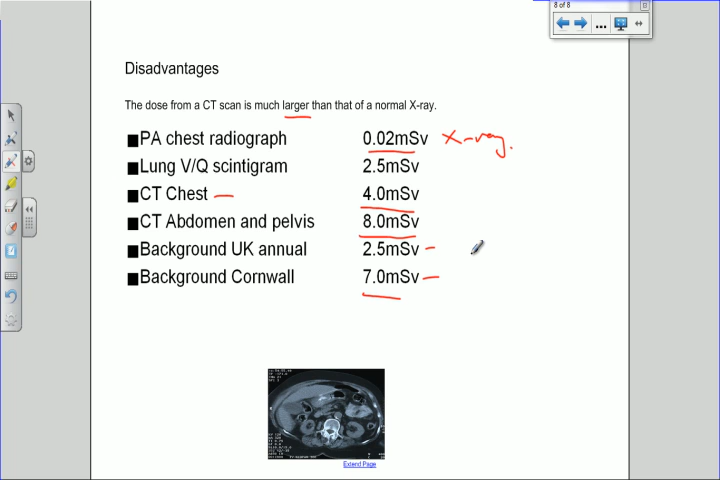 8 of 8
Disadvantages
The dose from a CT scan is much larger than that of a normal X-ray.
PA chest radiograph 0.02mSv X-ray.
Lung V/Q scintigram 2.5mSv
CT Chest 4.0mSv
CT Abdomen and pelvis 8.0mSv
Background UK annual 2.5mSv
Background Cornwall 7.0mSv
Extend Page